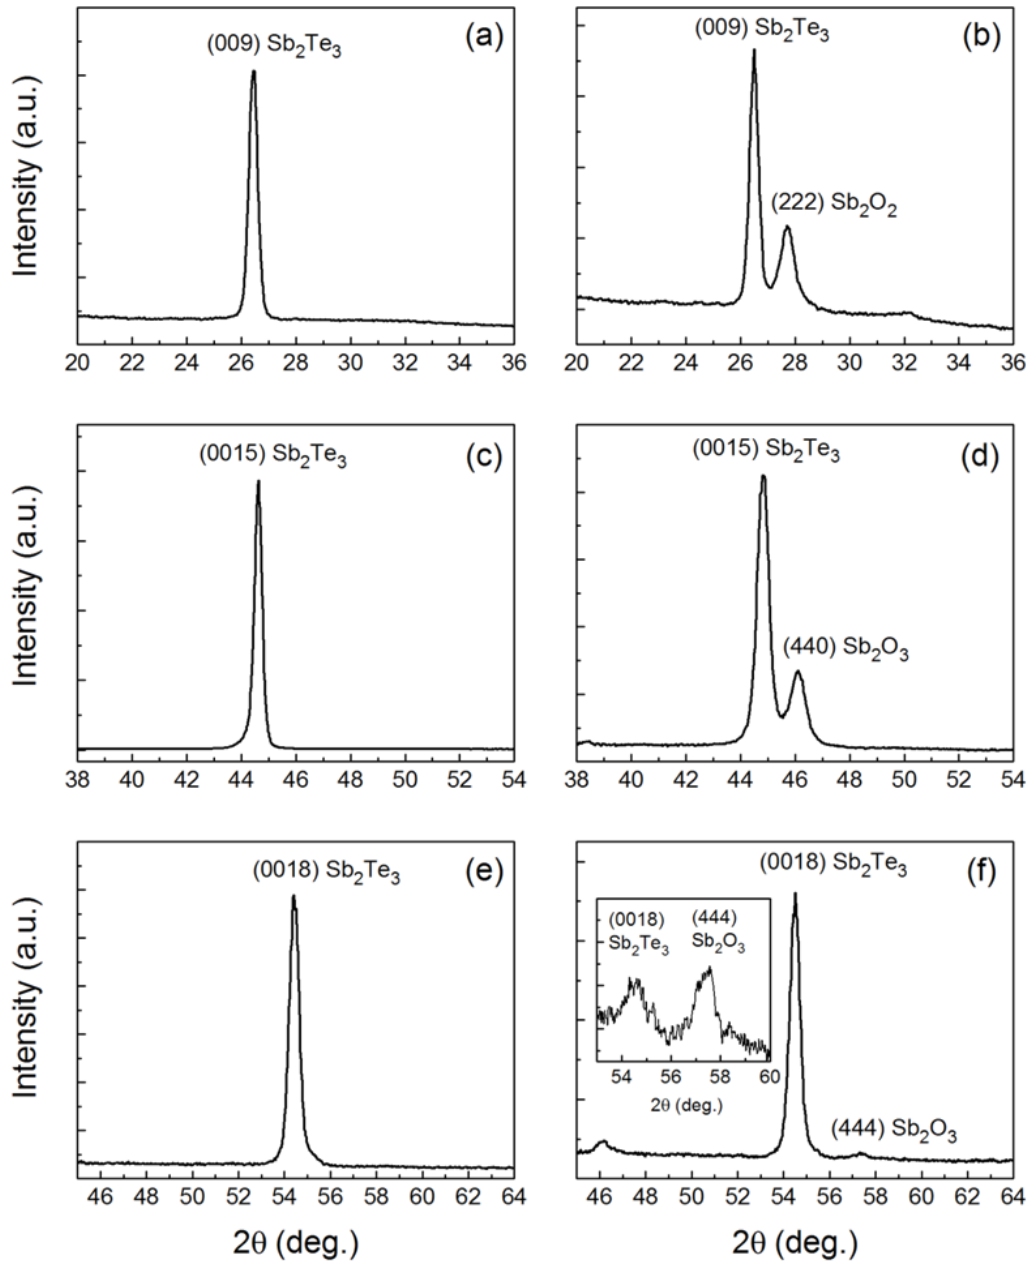 (a)
(009) Sb2Te3
Intensity (a.u.)
20 22 24 26 28 30 32 34 36
(b)
(009) Sb2Te3
(222) Sb2O2
20 22 24 26 28 30 32 34 36
(c)
(0015) Sb2Te3
Intensity (a.u.)
38 40 42 44 46 48 50 52 54
(d)
(0015) Sb2Te3
(440) Sb2O3
38 40 42 44 46 48 50 52 54
(e)
(0018) Sb2Te3
Intensity (a.u.)
46 48 50 52 54 56 58 60 62 64
2θ (deg.)
(f)
(0018) Sb2Te3
(0018)
Sb2Te3
(444)
Sb2O3
54 56 58 60
2θ (deg.)
(444) Sb2O3
46 48 50 52 54 56 58 60 62 64
2θ (deg.)